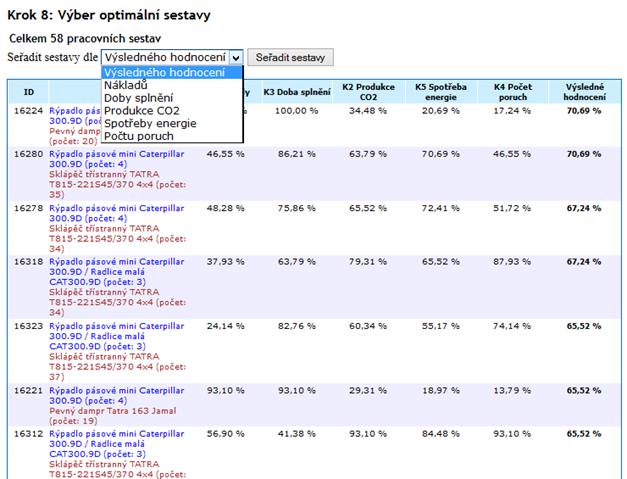 Krok 8: Výber optimální sestavy
Celkem 58 pracovních sestav
Seřadit sestavy dle Výsledného hodnocení Seřadit sestavy
Výsledného hodnocení
Nákladů
Doby splnění
Produkce CO2
Spotřeby energie
Počtu poruch
ID K3 Doba splnění K2 Produkce CO2 K5 Spotřeba energie K4 Počet poruch Výsledné hodnocení
16224 Rýpadlo páso 100,00 % 34,48 % 20,69 % 17,24 % 70,69 %
300.9D (poč
Pevný dampr
(počet: 20)
16280 Rýpadlo pásové mini Caterpillar 46,55 % 86,21 % 63,79 % 70,69 % 46,55 % 70,69 %
300.9D (počet: 4)
Sklápěč třístranný TATRA
T815-221S45/370 4x4 (počet:
35)
16278 Rýpadlo pásové mini Caterpillar 48,28 % 75,86 % 65,52 % 72,41 % 51,72 % 67,24 %
300.9D (počet: 4)
Sklápěč třístranný TATRA
T815-221S45/370 4x4 (počet:
34)
16318 Rýpadlo pásové mini Caterpillar 37,93 % 63,79 % 79,31 % 65,52 % 87,93 % 67,24 %
300.9D / Radlice malá
CAT300.9D (počet: 3)
Sklápěč třístranný TATRA
T815-221S45/370 4x4 (počet:
34)
16323 Rýpadlo pásové mini Caterpillar 24,14 % 82,76 % 60,34 % 55,17 % 74,14 % 65,52 %
300.9D / Radlice malá
CAT300.9D (počet: 3)
Sklápěč třístranný TATRA
T815-221S45/370 4x4 (počet:
37)
16221 Rýpadlo pásové mini Caterpillar 93,10 % 93,10 % 29,31 % 18,97 % 13,79 % 65,52 %
300.9D (počet: 4)
Pevný dampr Tatra 163 Jamal
(počet: 19)
16312 Rýpadlo pásové mini Caterpillar 56,90 % 41,38 % 93,10 % 84,48 % 93,10 % 65,52 %
300.9D / Radlice malá
CAT300.9D (počet: 3)
Sklápěč třístranný TATRA
T815-221S45/370 4x4 (počet: